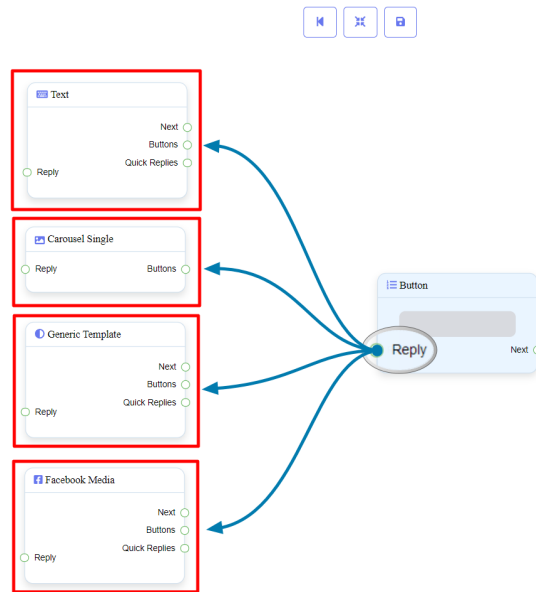 Text
Next
Buttons
Quick Replies
Reply
Carousel Single
Reply
Buttons
Generic Template
Next
Buttons
Quick Replies
Reply
Facebook Media
Next
Buttons
Quick Replies
Reply
Button
Reply
Next